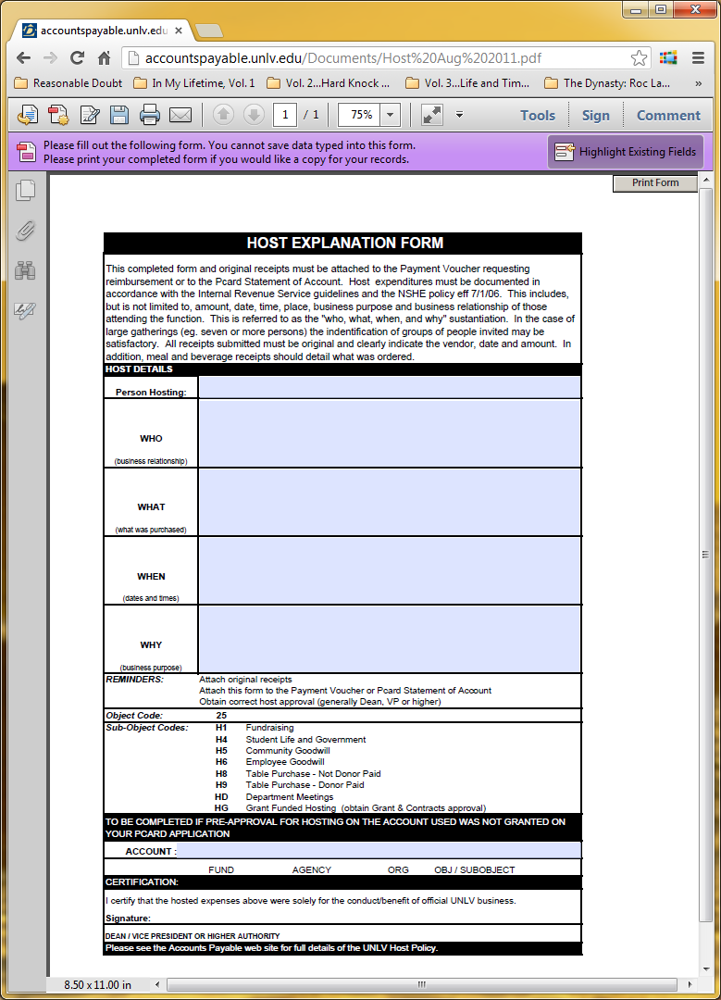 accountspayable.unlv.edu
accountspayable.unlv.edu/Documents/Host%20Aug%202011.pdf
Reasonable Doubt In My Lifetime, Vol. 1 Vol. 2...Hard Knock ... Vol. 3...Life and Tim... The Dynasty: Roc La... »
1 / 1 75% Tools Sign Comment
Please fill out the following form. You cannot save data typed into this form.
Please print your completed form if you would like a copy for your records.
Highlight Existing Fields
Print Form
HOST EXPLANATION FORM
This completed form and original receipts must be attached to the Payment Voucher requesting
reimbursement or to the Pcard Statement of Account. Host expenditures must be documented in
accordance with the Internal Revenue Service guidelines and the NSHE policy eff 7/1/06. This includes,
but is not limited to, amount, date, time, place, business purpose and business relationship of those
attending the function. This is referred to as the "who, what, when, and why" sustantiation. In the case of
large gatherings (eg. seven or more persons) the indentification of groups of people invited may be
satisfactory. All receipts submitted must be original and clearly indicate the vendor, date and amount. In
addition, meal and beverage receipts should detail what was ordered.
HOST DETAILS
Person Hosting:
WHO
(business relationship)
WHAT
(what was purchased)
WHEN
(dates and times)
WHY
(business purpose)
REMINDERS: Attach original receipts
Attach this form to the Payment Voucher or Pcard Statement of Account
Obtain correct host approval (generally Dean, VP or higher)
Object Code: 25
Sub-Object Codes: H1 Fundraising
H4 Student Life and Government
H5 Community Goodwill
H6 Employee Goodwill
H8 Table Purchase - Not Donor Paid
H9 Table Purchase - Donor Paid
HD Department Meetings
HG Grant Funded Hosting (obtain Grant & Contracts approval)
TO BE COMPLETED IF PRE-APPROVAL FOR HOSTING ON THE ACCOUNT USED WAS NOT GRANTED ON
YOUR PCARD APPLICATION
ACCOUNT :
FUND AGENCY ORG OBJ / SUBOBJECT
CERTIFICATION:
I certify that the hosted expenses above were solely for the conduct/benefit of official UNLV business.
Signature:
DEAN / VICE PRESIDENT OR HIGHER AUTHORITY
Please see the Accounts Payable web site for full details of the UNLV Host Policy.
8.50 x 11.00 in